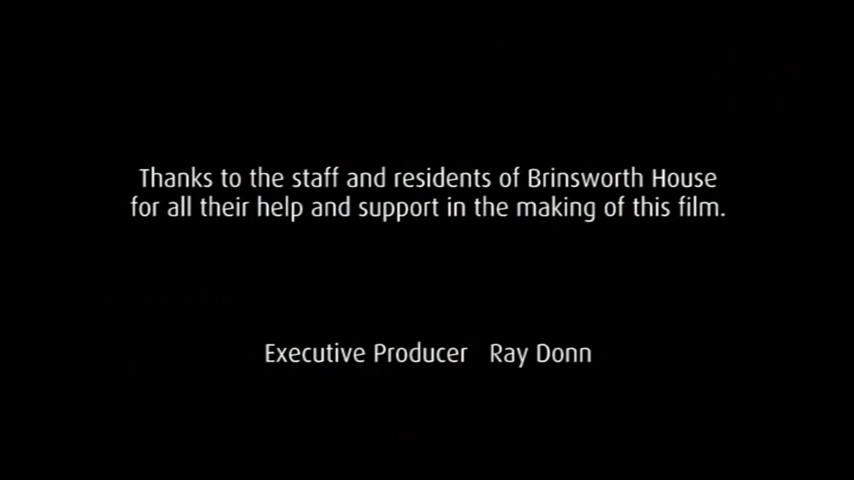 Thanks to the staff and residents of Brinsworth House
for all their help and support in the making of this film.
Executive Producer Ray Donn